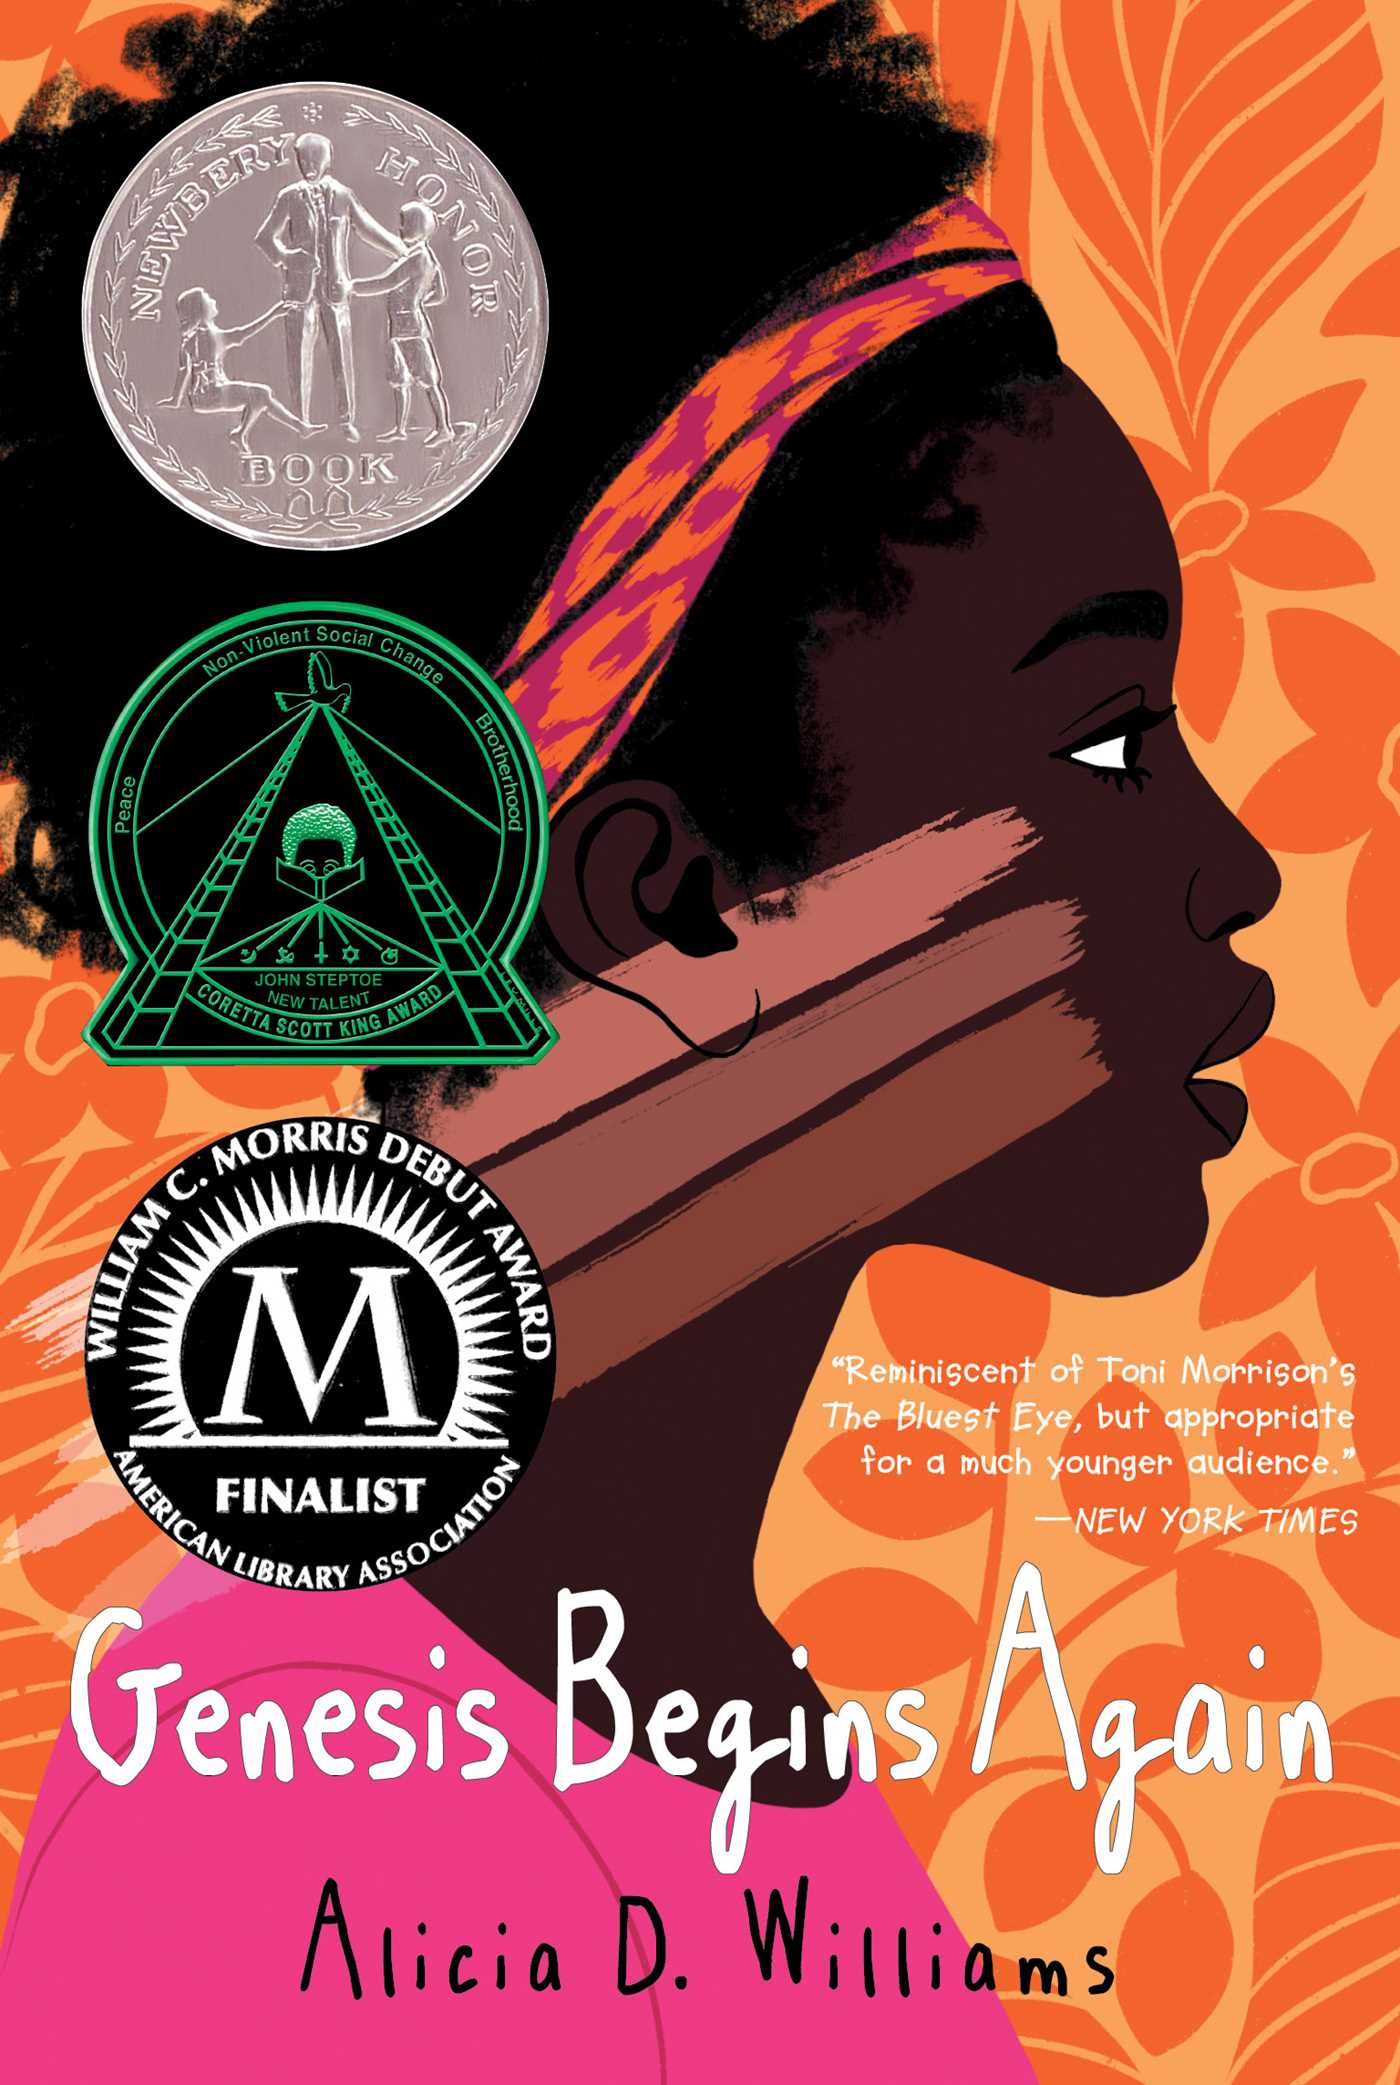 NEWBERY HONOR
BOOK
Non-Violent Social Change
Peace
Brotherhood
JOHN STEPTOE
NEW TALENT
CORETTA SCOTT KING AWARD
WILLIAM C. MORRIS DEBUT AWARD
M
FINALIST
AMERICAN LIBRARY ASSOCIATION
“Reminiscent of Toni Morrison’s
The Bluest Eye, but appropriate
for a much younger audience.”
—NEW YORK TIMES
Genesis Begins Again
Alicia D. Williams